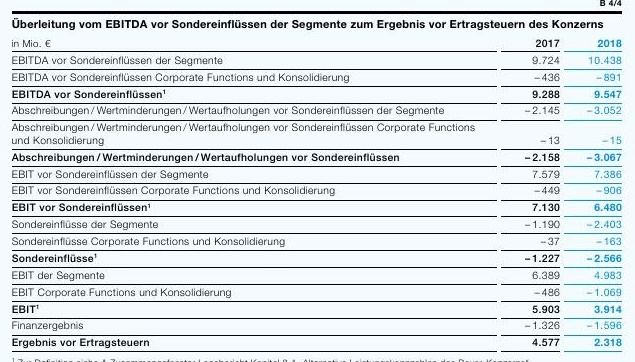 B 4/4
Überleitung vom EBITDA vor Sondereinflüssen der Segmente zum Ergebnis vor Ertragsteuern des Konzerns
in Mio. € 2017 2018
EBITDA vor Sondereinflüssen der Segmente 9.724 10.438
EBITDA vor Sondereinflüssen Corporate Functions und Konsolidierung –436 –891
EBITDA vor Sondereinflüssen¹ 9.288 9.547
Abschreibungen/Wertminderungen/Wertaufholungen vor Sondereinflüssen der Segmente –2.145 –3.052
Abschreibungen/Wertminderungen/Wertaufholungen vor Sondereinflüssen Corporate Functions
und Konsolidierung –13 –15
Abschreibungen/Wertminderungen/Wertaufholungen vor Sondereinflüssen –2.158 –3.067
EBIT vor Sondereinflüssen der Segmente 7.579 7.386
EBIT vor Sondereinflüssen Corporate Functions und Konsolidierung –449 –906
EBIT vor Sondereinflüssen¹ 7.130 6.480
Sondereinflüsse der Segmente –1.190 –2.403
Sondereinflüsse Corporate Functions und Konsolidierung –37 –163
Sondereinflüsse¹ –1.227 –2.566
EBIT der Segmente 6.389 4.983
EBIT Corporate Functions und Konsolidierung –486 –1.069
EBIT¹ 5.903 3.914
Finanzergebnis –1.326 –1.596
Ergebnis vor Ertragsteuern 4.577 2.318